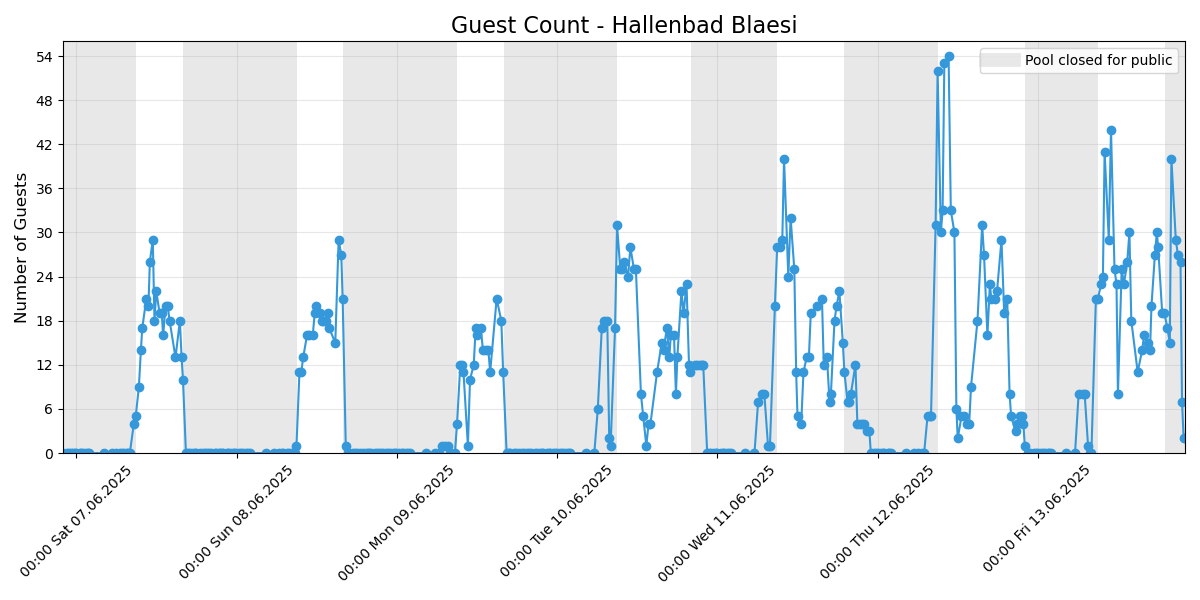 Guest Count - Hallenbad Blaesi
Pool closed for public
Number of Guests
54
48
42
36
30
24
18
12
6
0
00:00 Sat 07.06.2025
00:00 Sun 08.06.2025
00:00 Mon 09.06.2025
00:00 Tue 10.06.2025
00:00 Wed 11.06.2025
00:00 Thu 12.06.2025
00:00 Fri 13.06.2025